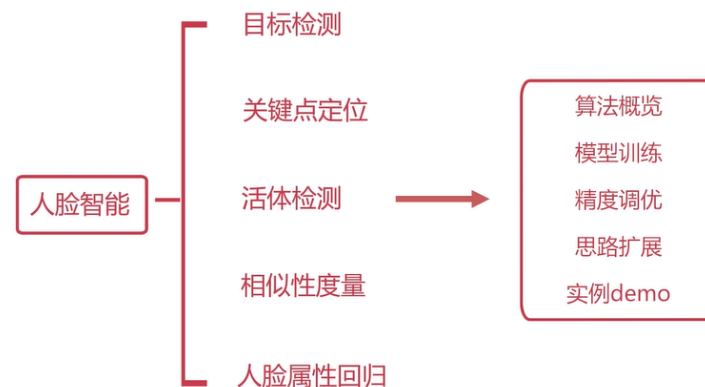 人脸智能
目标检测
关键点定位
活体检测
相似性度量
人脸属性回归
算法概览
模型训练
精度调优
思路扩展
实例demo